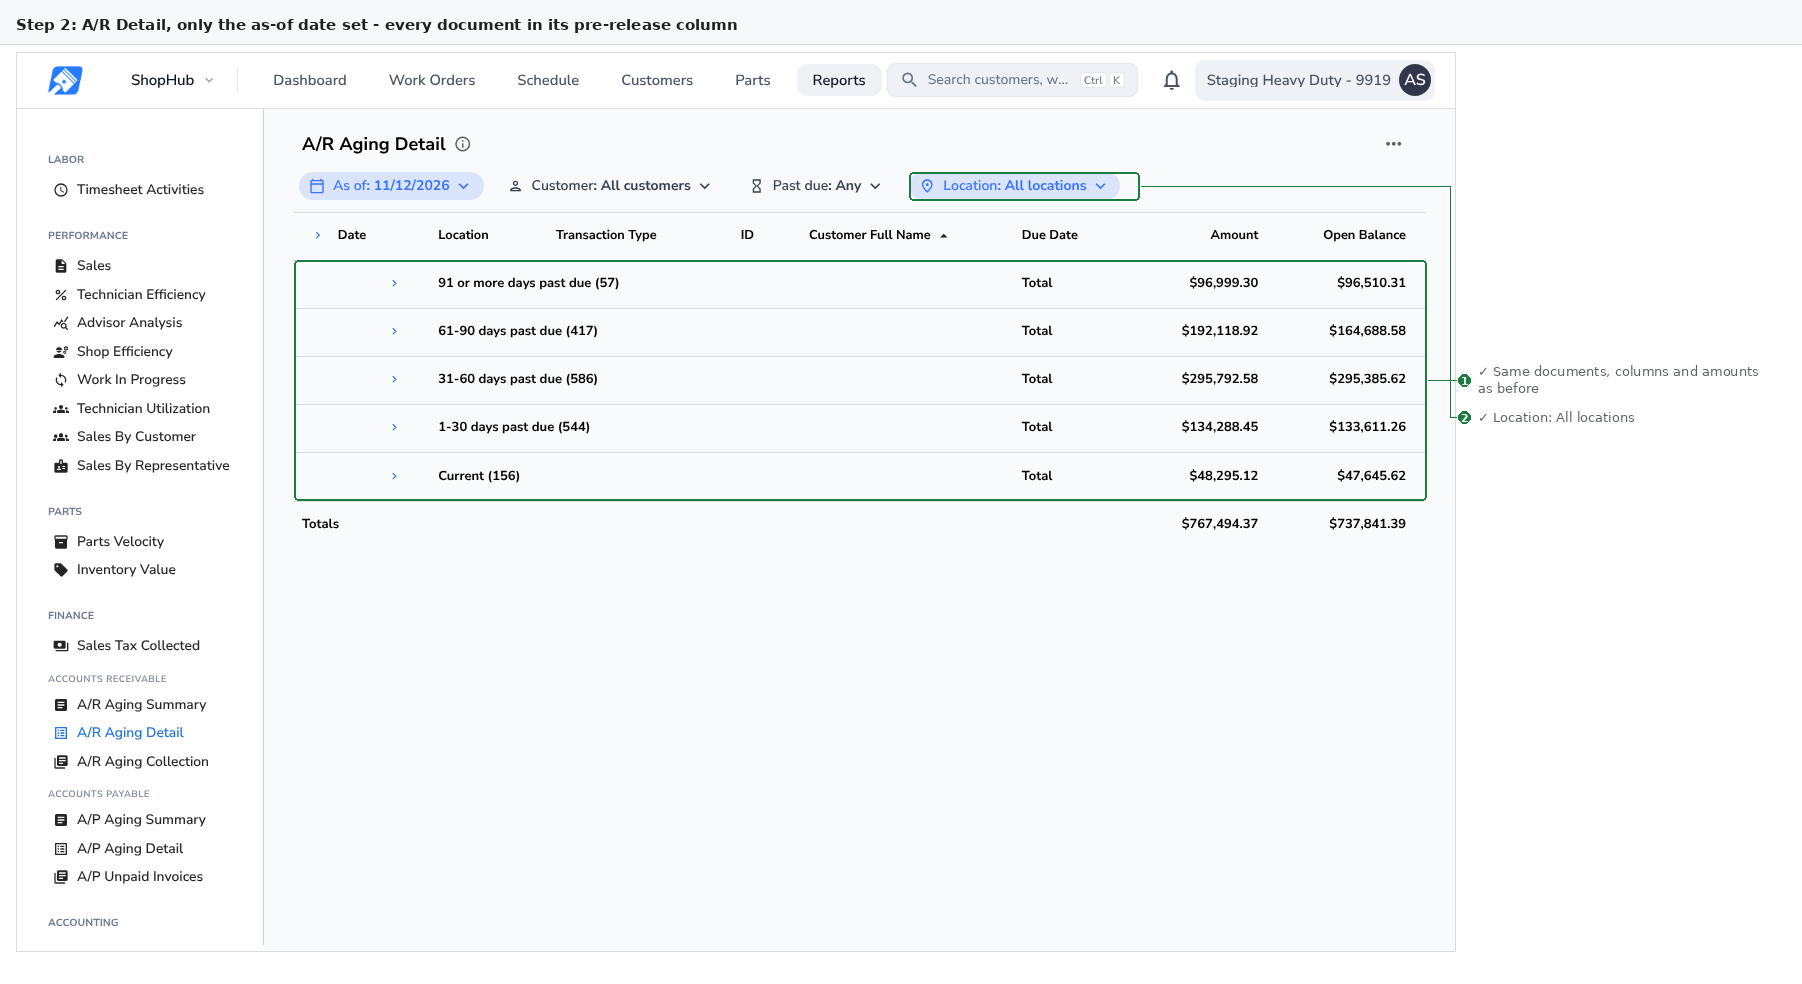 Step 2: A/R Detail, only the as-of date set - every document in its pre-release column
ShopHub
Dashboard
Work Orders
Schedule
Customers
Parts
Reports
Search customers, w...
Ctrl
K
Staging Heavy Duty - 9919
AS
LABOR
Timesheet Activities
PERFORMANCE
Sales
Technician Efficiency
Advisor Analysis
Shop Efficiency
Work In Progress
Technician Utilization
Sales By Customer
Sales By Representative
PARTS
Parts Velocity
Inventory Value
FINANCE
Sales Tax Collected
ACCOUNTS RECEIVABLE
A/R Aging Summary
A/R Aging Detail
A/R Aging Collection
ACCOUNTS PAYABLE
A/P Aging Summary
A/P Aging Detail
A/P Unpaid Invoices
ACCOUNTING
A/R Aging Detail
As of: 11/12/2026
Customer: All customers
Past due: Any
Location: All locations
Date Location Transaction Type ID Customer Full Name Due Date Amount Open Balance
91 or more days past due (57) Total $96,999.30 $96,510.31
61-90 days past due (417) Total $192,118.92 $164,688.58
31-60 days past due (586) Total $295,792.58 $295,385.62
1-30 days past due (544) Total $134,288.45 $133,611.26
Current (156) Total $48,295.12 $47,645.62
Totals $767,494.37 $737,841.39
1 ✓ Same documents, columns and amounts
as before
2 ✓ Location: All locations